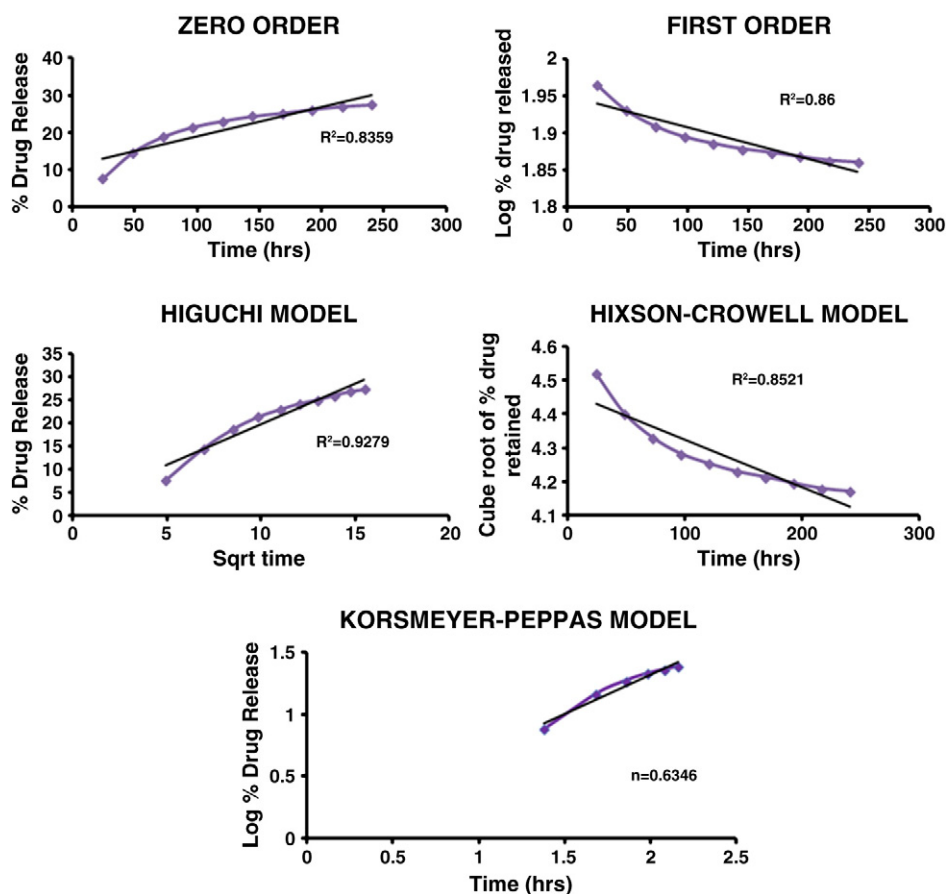 ZERO ORDER
% Drug Release
40
30
20
10
0
R²=0.8359
0 50 100 150 200 250 300
Time (hrs)
FIRST ORDER
Log % drug released
2
1.95
1.9
1.85
1.8
R²=0.86
0 50 100 150 200 250 300
Time (hrs)
HIGUCHI MODEL
% Drug Release
35
30
25
20
15
10
5
0
R²=0.9279
0 5 10 15 20
Sqrt time
HIXSON-CROWELL MODEL
Cube root of % drug
retained
4.6
4.5
4.4
4.3
4.2
4.1
R²=0.8521
0 100 200 300
Time (hrs)
KORSMEYER-PEPPAS MODEL
Log % Drug Release
1.5
1
0.5
0
n=0.6346
0 0.5 1 1.5 2 2.5
Time (hrs)